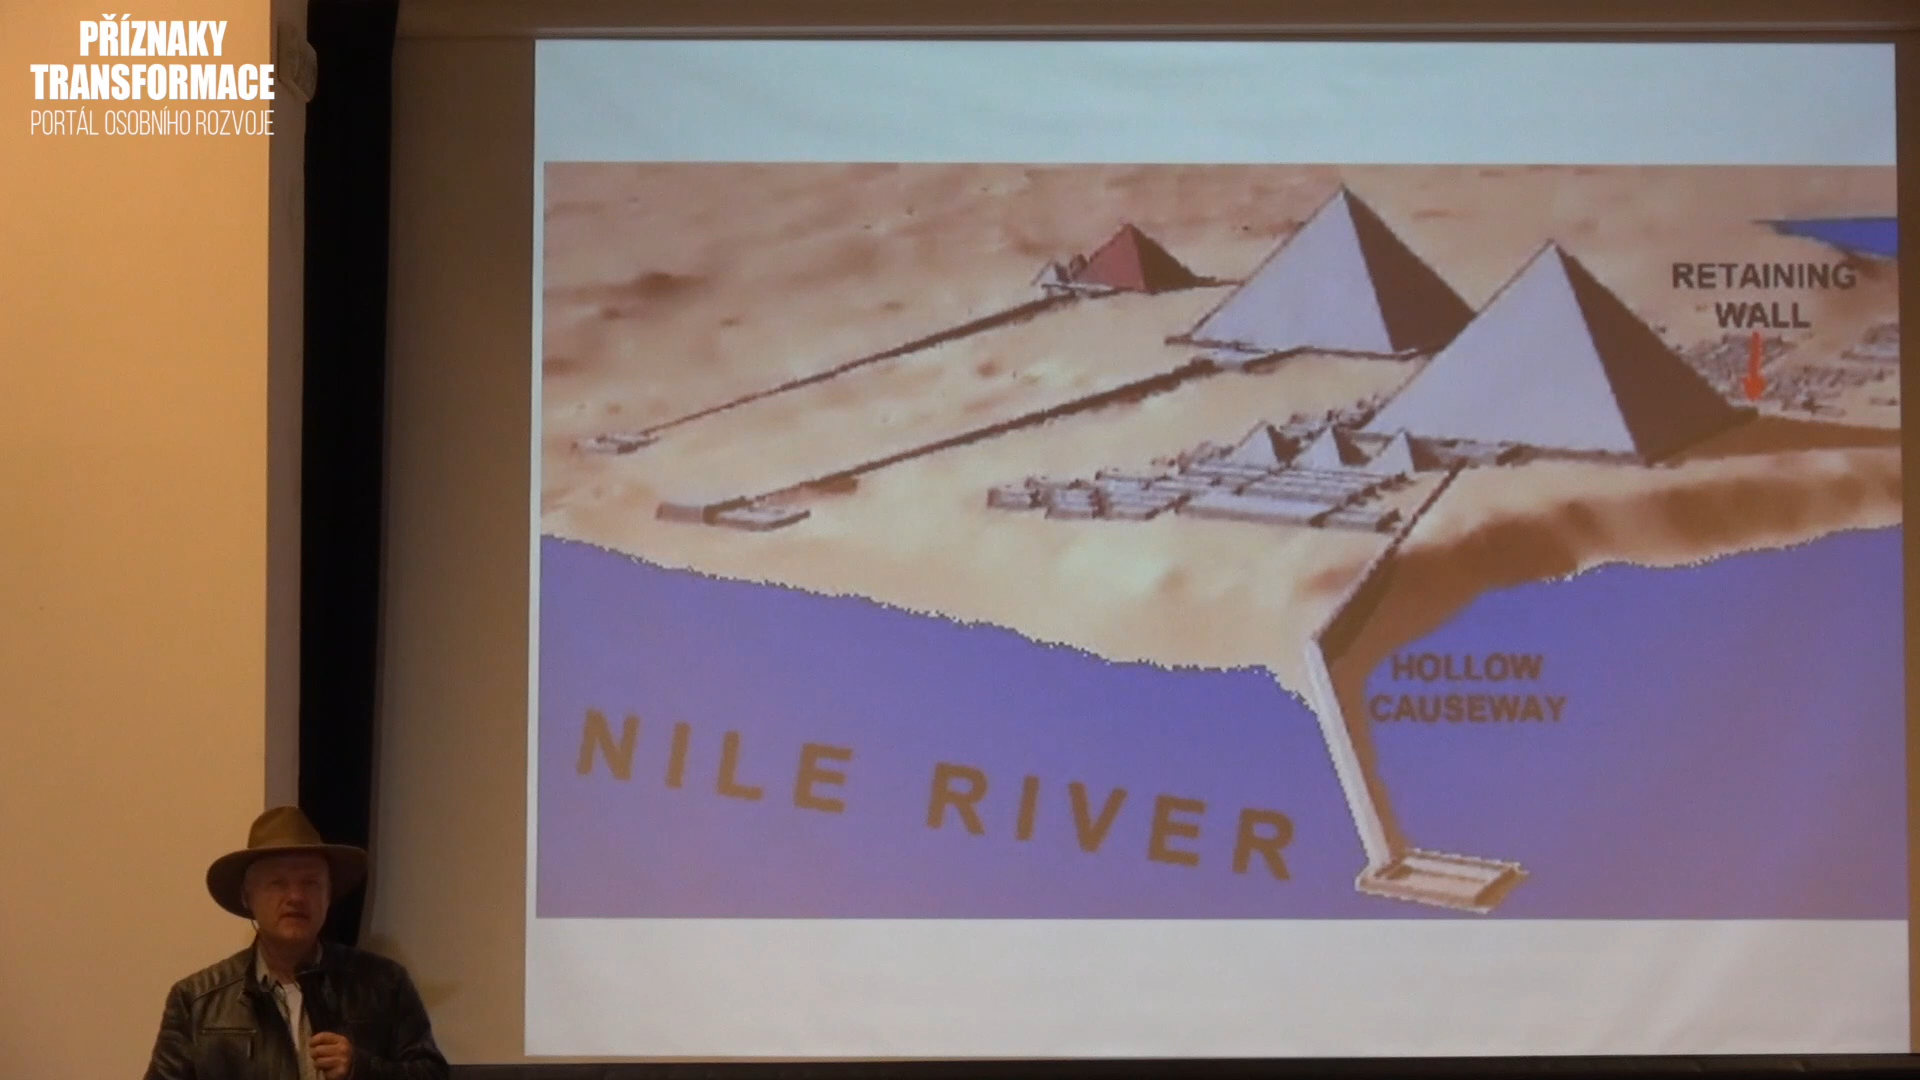 PŘÍZNAKY
TRANSFORMACE
PORTÁL OSOBNÍHO ROZVOJE
RETAINING
WALL
HOLLOW
CAUSEWAY
NILE RIVER